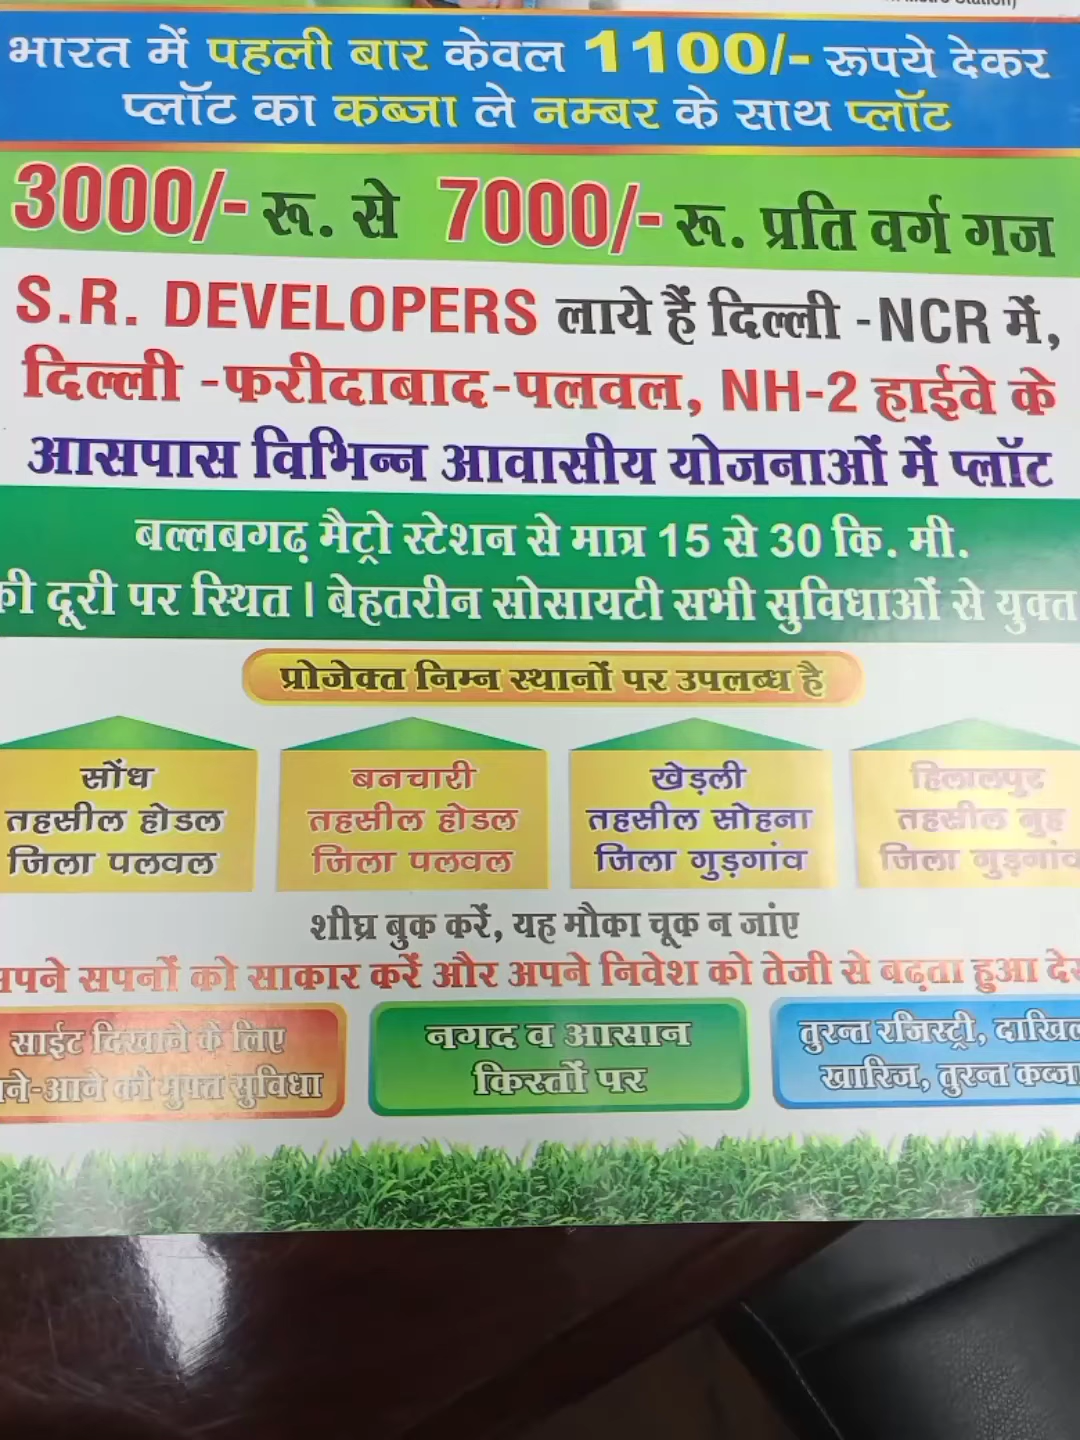 भारत में पहली बार केवल 1100/- रूपये देकर
प्लॉट का कब्जा ले नम्बर के साथ प्लॉट
3000/- रू. से 7000/- रू. प्रति वर्ग गज
S.R. DEVELOPERS लाये हैं दिल्ली -NCR में,
दिल्ली -फरीदाबाद-पलवल, NH-2 हाईवे के
आसपास विभिन्न आवासीय योजनाओं में प्लॉट
बल्लबगढ़ मैट्रो स्टेशन से मात्र 15 से 30 कि. मी.
की दूरी पर स्थित। बेहतरीन सोसायटी सभी सुविधाओं से युक्त
प्रोजेक्त निम्न स्थानों पर उपलब्ध है
सोंध
तहसील होडल
जिला पलवल
बनचारी
तहसील होडल
जिला पलवल
खेड़ली
तहसील सोहना
जिला गुड़गांव
हिलालपुर
तहसील नुह
जिला गुड़गांव
शीघ्र बुक करें, यह मौका चूक न जांए
सपनों को साकार करें और अपने निवेश को तेजी से बढ़ता हुआ
साईट दिखाने के लिए
आने की मुफ्त सुविधा
नगद व आसान
किस्तों पर
तुरन्त रजिस्ट्री,
खारिज, तुरन्त